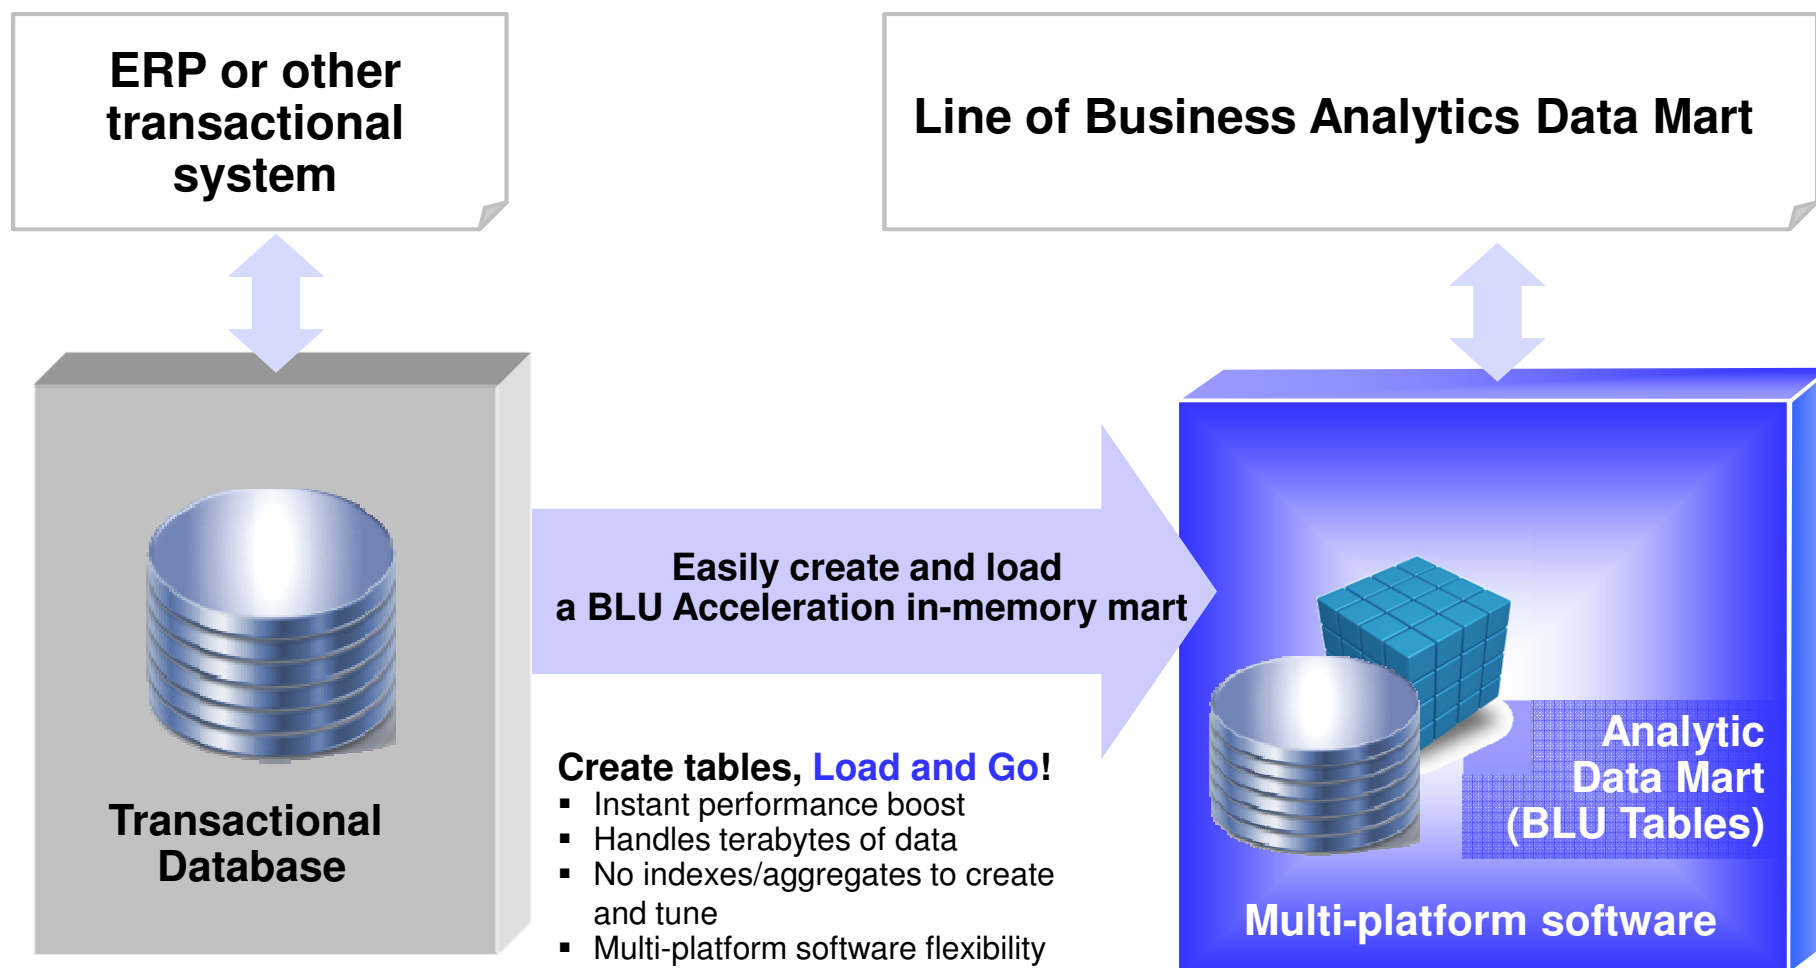 ERP or other
transactional
system
Line of Business Analytics Data Mart
Easily create and load
a BLU Acceleration in-memory mart
Create tables, Load and Go!
▪ Instant performance boost
▪ Handles terabytes of data
▪ No indexes/aggregates to create
and tune
▪ Multi-platform software flexibility
Transactional
Database
Analytic
Data Mart
(BLU Tables)
Multi-platform software